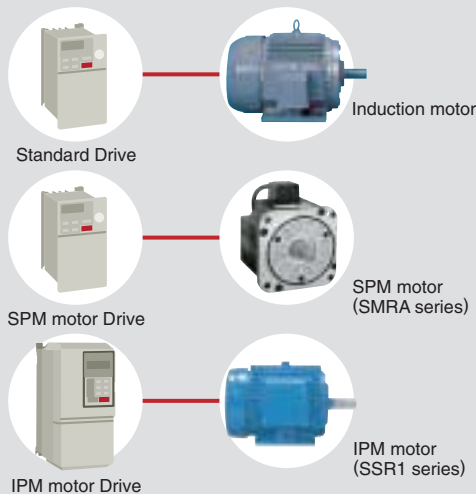 Induction motor
Standard Drive
SPM motor
(SMRA series)
SPM motor Drive
IPM motor
(SSR1 series)
IPM motor Drive